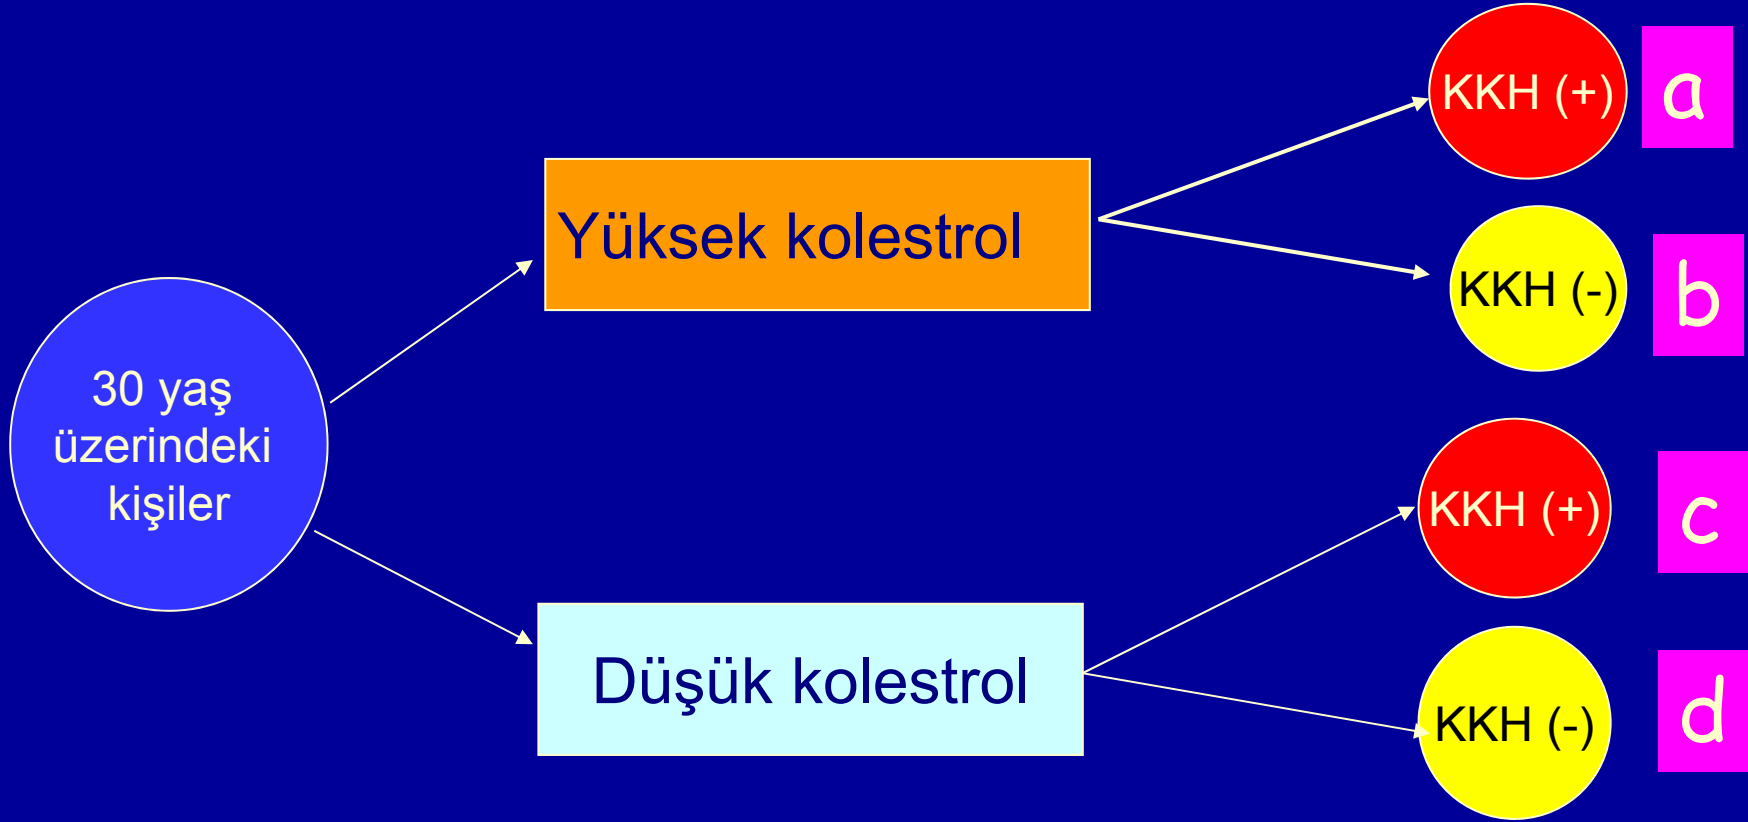 KKH (+)
a
Yüksek kolestrol
KKH (-)
b
30 yaş
üzerindeki
kişiler
KKH (+)
c
Düşük kolestrol
KKH (-)
d